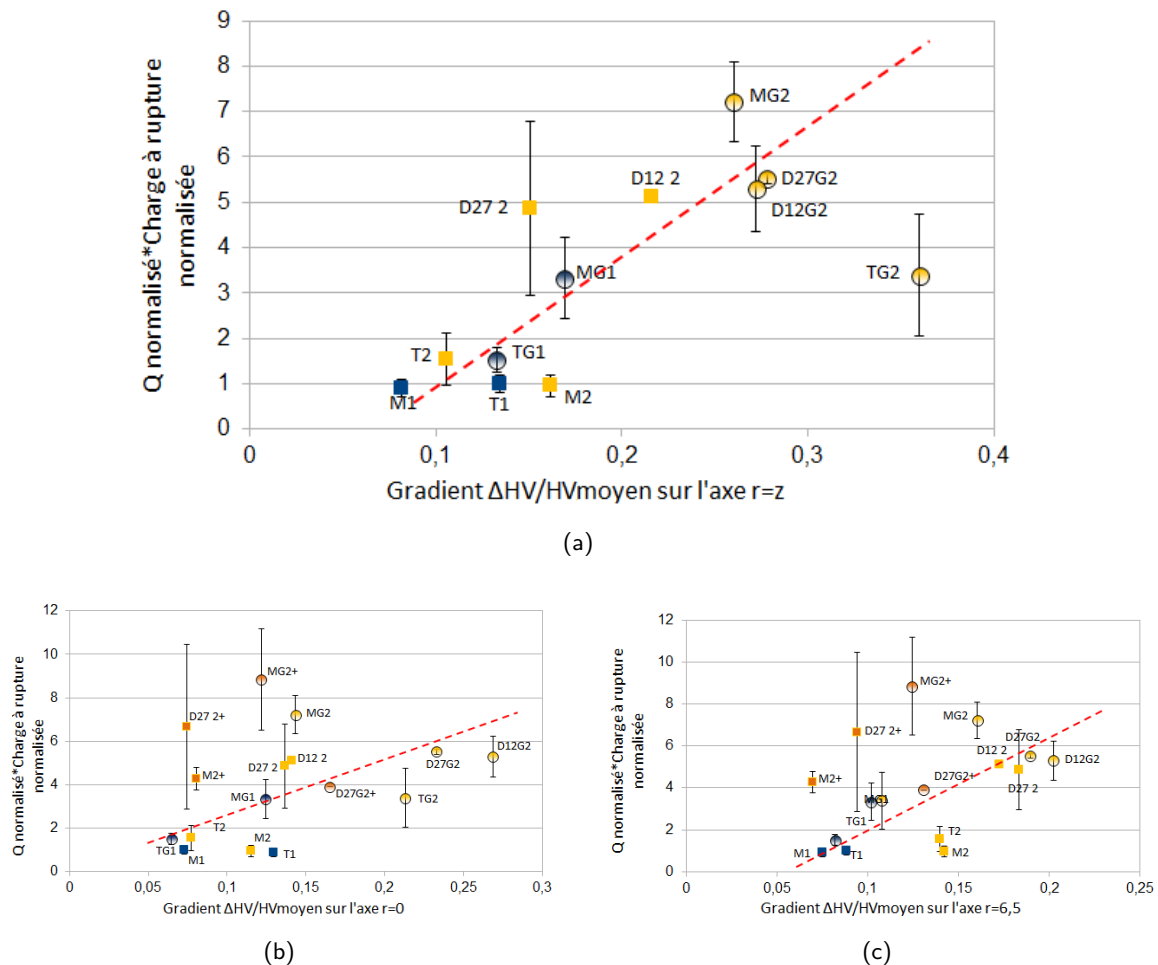 9
8
7
6
5
4
3
2
1
0
0
0,1
0,2
0,3
0,4
Q normalisé*Charge à rupture
normalisée
MG2
D12 2
D27G2
D27 2
D12G2
MG1
TG2
T2
TG1
M1
T1
M2
Gradient ΔHV/HVmoyen sur l'axe r=z
(a)
12
10
8
6
4
2
0
0
0,05
0,1
0,15
0,2
0,25
0,3
Q normalisé*Charge à rupture
normalisée
MG2+
MG2
D27 2+
D12G2
D12 2
D27 2
D27G2
M2+
D27G2+
MG1
TG2
T2
M2
TG1
M1
T1
Gradient ΔHV/HVmoyen sur l'axe r=0
(b)
12
10
8
6
4
2
0
0
0,05
0,1
0,15
0,2
0,25
Q normalisé*Charge à rupture
normalisée
MG2+
MG2
D27 2+
D27G2
D12 2
D12G2
D27 2
M2+
D27G2+
MG1
TG1
T2
M1
T1
M2
Gradient ΔHV/HVmoyen sur l'axe r=6,5
(c)